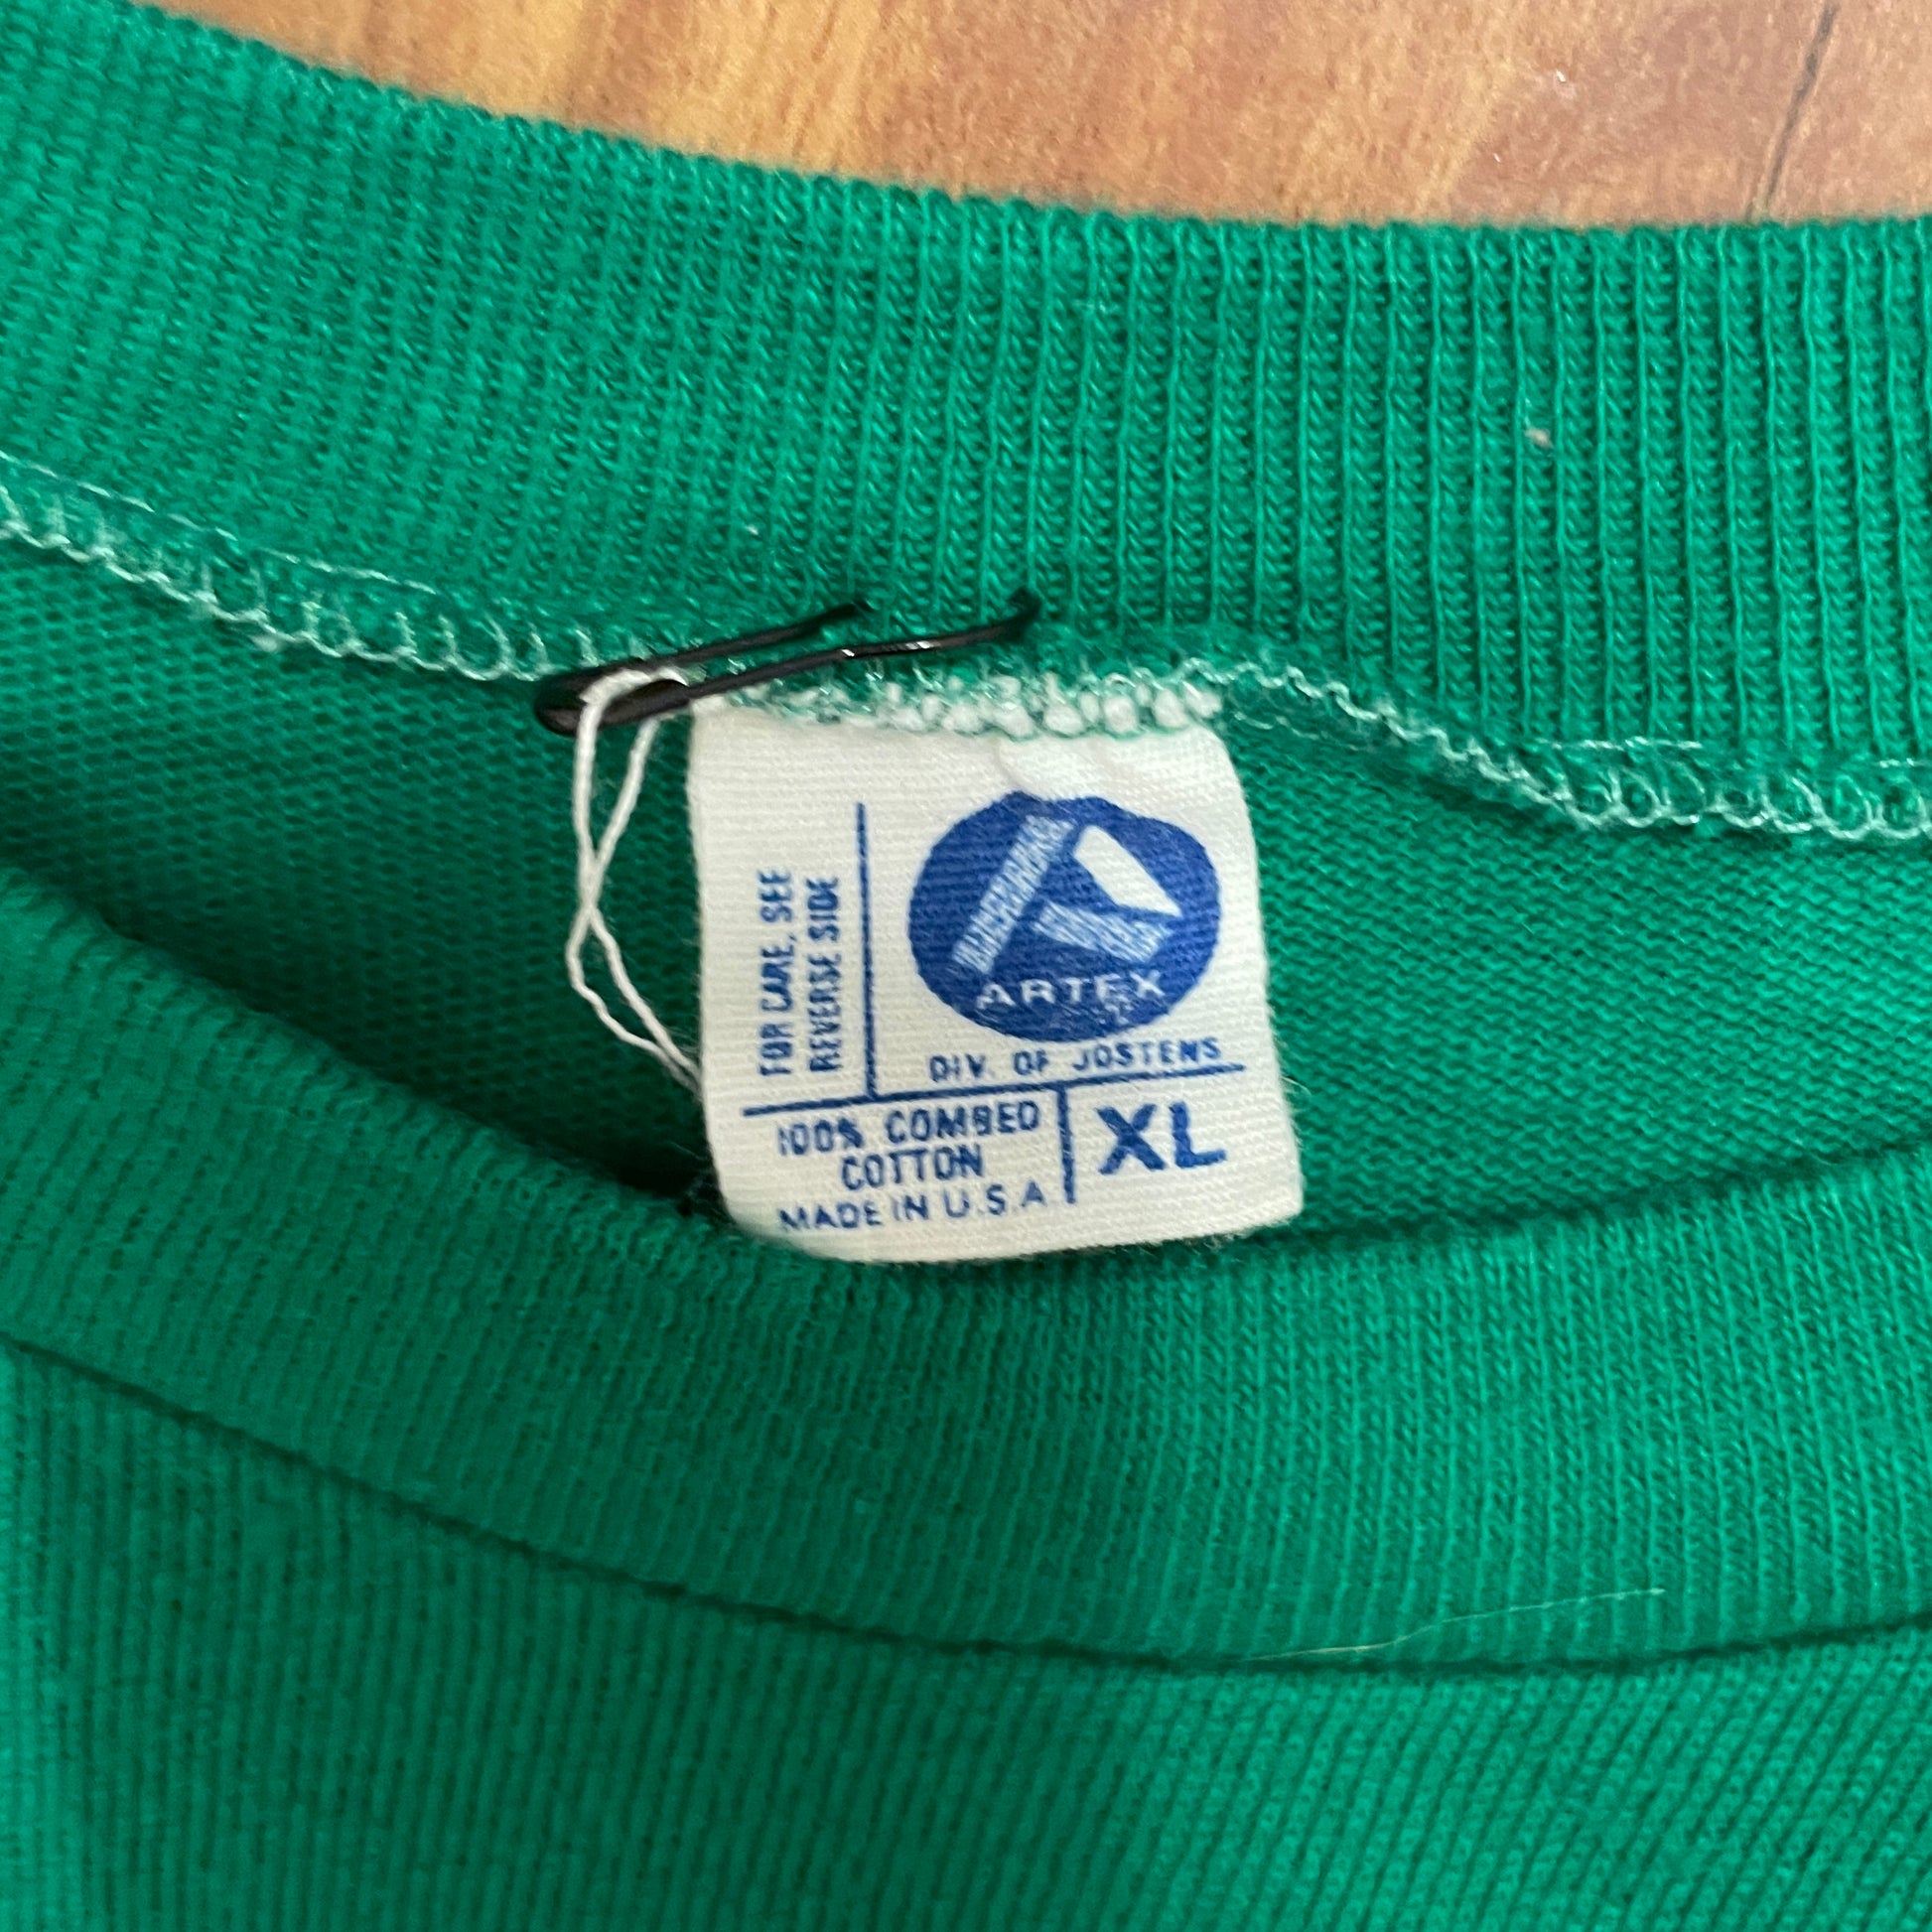 FOR CARE, SEE
REVERSE SIDE
ARTEX
DIV. OF JOSTENS
100% COMBED
COTTON
MADE IN U.S.A.
XL